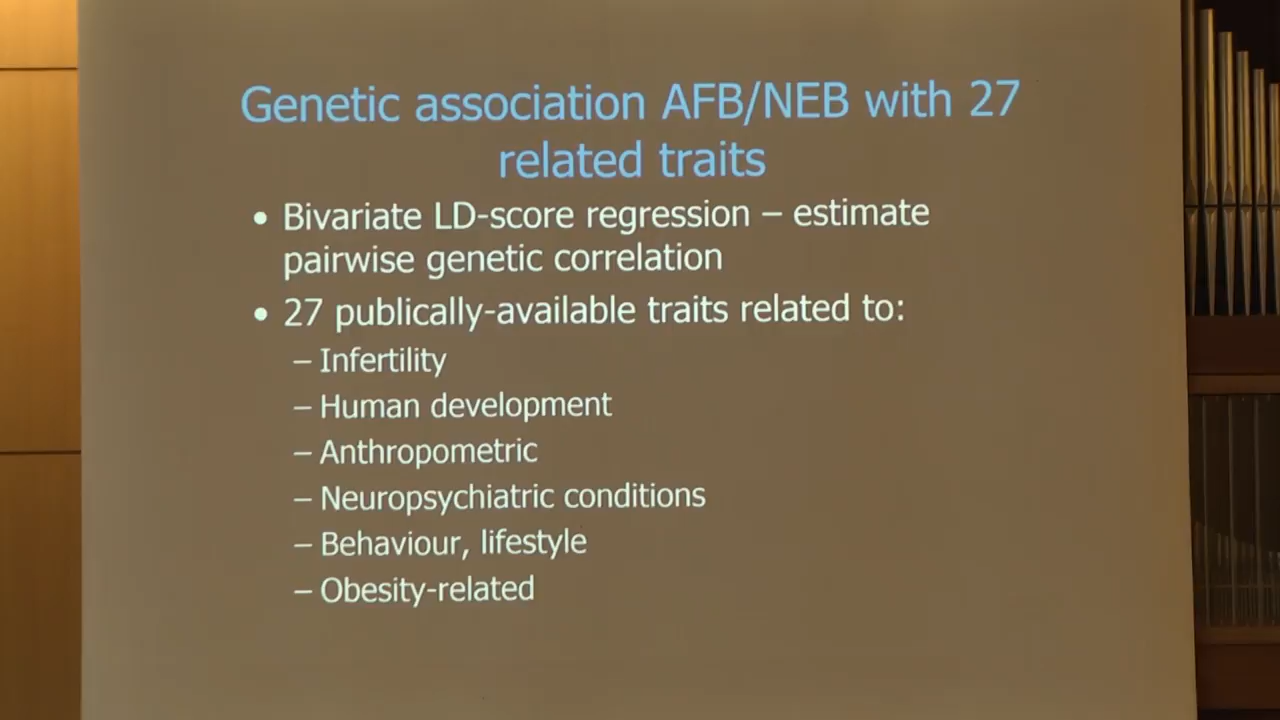 Genetic association AFB/NEB with 27
related traits
• Bivariate LD-score regression – estimate
pairwise genetic correlation
• 27 publically-available traits related to:
– Infertility
– Human development
– Anthropometric
– Neuropsychiatric conditions
– Behaviour, lifestyle
– Obesity-related